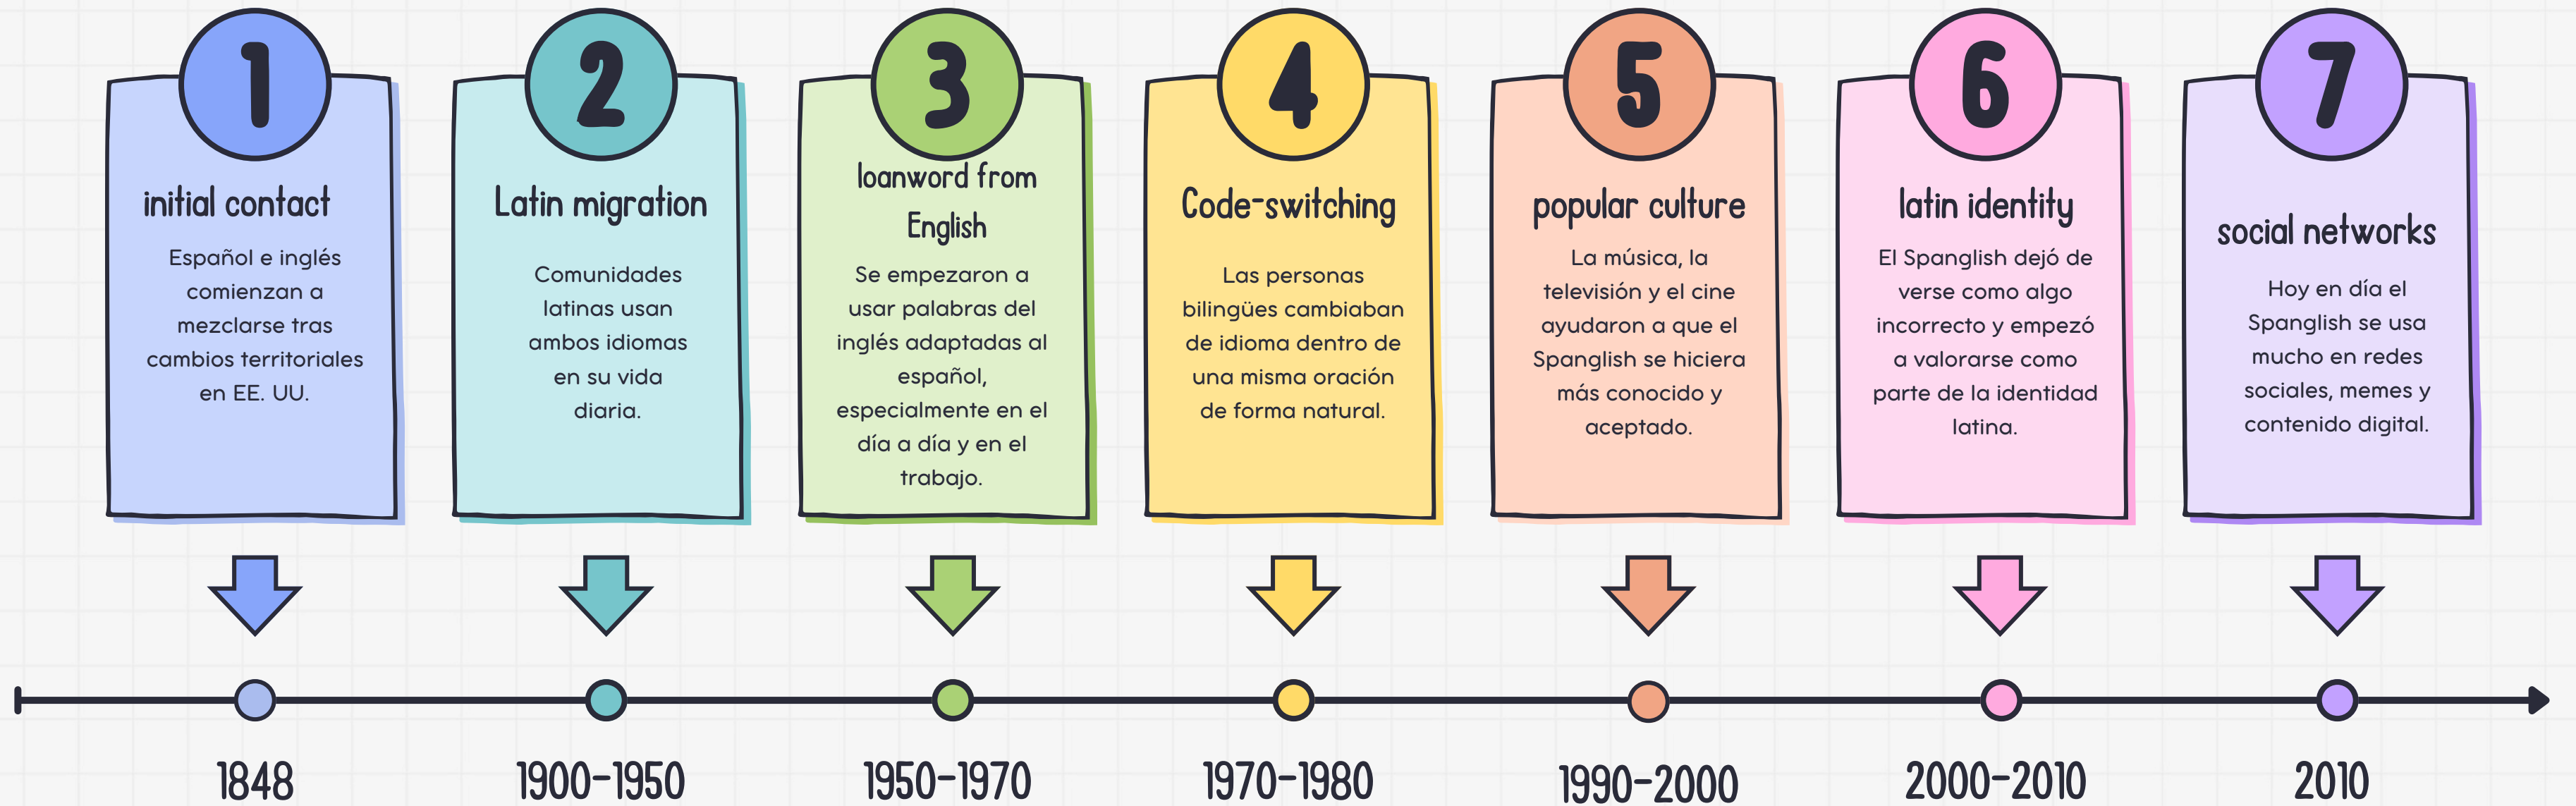 1
initial contact
Español e inglés
comienzan a
mezclarse tras
cambios territoriales
en EE. UU.
2
Latin migration
Comunidades
latinas usan
ambos idiomas
en su vida
diaria.
3
loanword from
English
Se empezaron a
usar palabras del
inglés adaptadas al
español,
especialmente en el
día a día y en el
trabajo.
4
Code-switching
Las personas
bilingües cambiaban
de idioma dentro de
una misma oración
de forma natural.
5
popular culture
La música, la
televisión y el cine
ayudaron a que el
Spanglish se hiciera
más conocido y
aceptado.
6
latin identity
El Spanglish dejó de
verse como algo
incorrecto y empezó
a valorarse como
parte de la identidad
latina.
7
social networks
Hoy en día el
Spanglish se usa
mucho en redes
sociales, memes y
contenido digital.
1848
1900-1950
1950-1970
1970-1980
1990-2000
2000-2010
2010